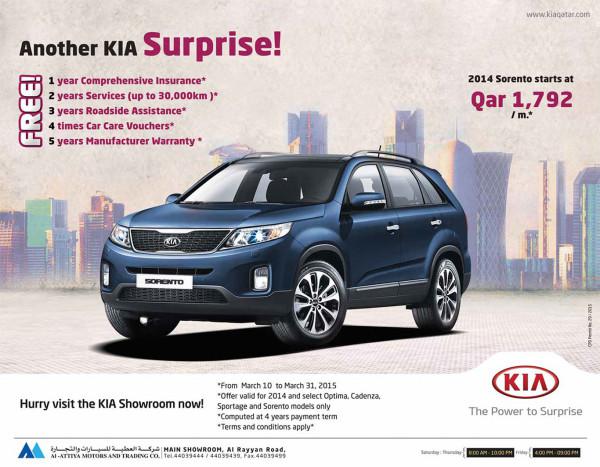 www.kiaqatar.com
Another KIA Surprise!
FREE!
1 year Comprehensive Insurance*
2 years Services (up to 30,000km )*
3 years Roadside Assistance*
4 times Car Care Vouchers*
5 years Manufacturer Warranty *
2014 Sorento starts at
Qar 1,792
/ m.*
KIA
SORENTO
Hurry visit the KIA Showroom now!
*From March 10 to March 31, 2015
*Offer valid for 2014 and select Optima, Cadenza,
Sportage and Sorento models only
*Computed at 4 years payment term
*Terms and conditions apply*
KIA
The Power to Surprise
شركة العطية للسيارات والتجارة
Al -ATTIYA MOTORS AND TRADING CO.
MAIN SHOWROOM, Al Rayyan Road,
Tel.44039444 / 44039439, Fax.44039499
Saturday : Thursday 8:00 AM - 10:00 PM Friday : 4:00 PM - 09:00 PM